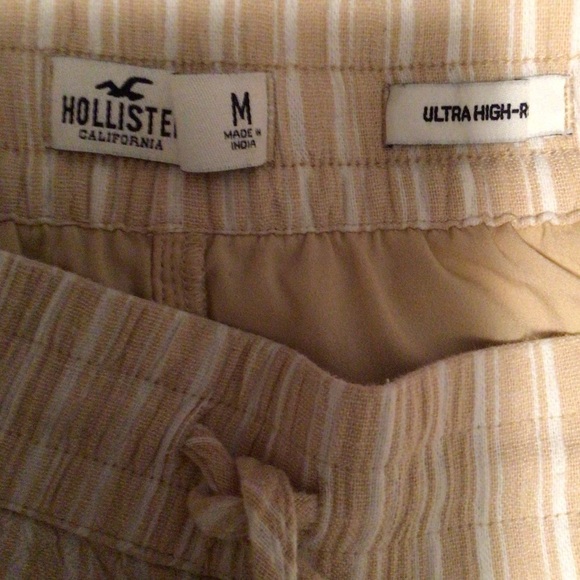 HOLLISTE
CALIFORNIA
M
MADE IN
INDIA
ULTRA HIGH-R